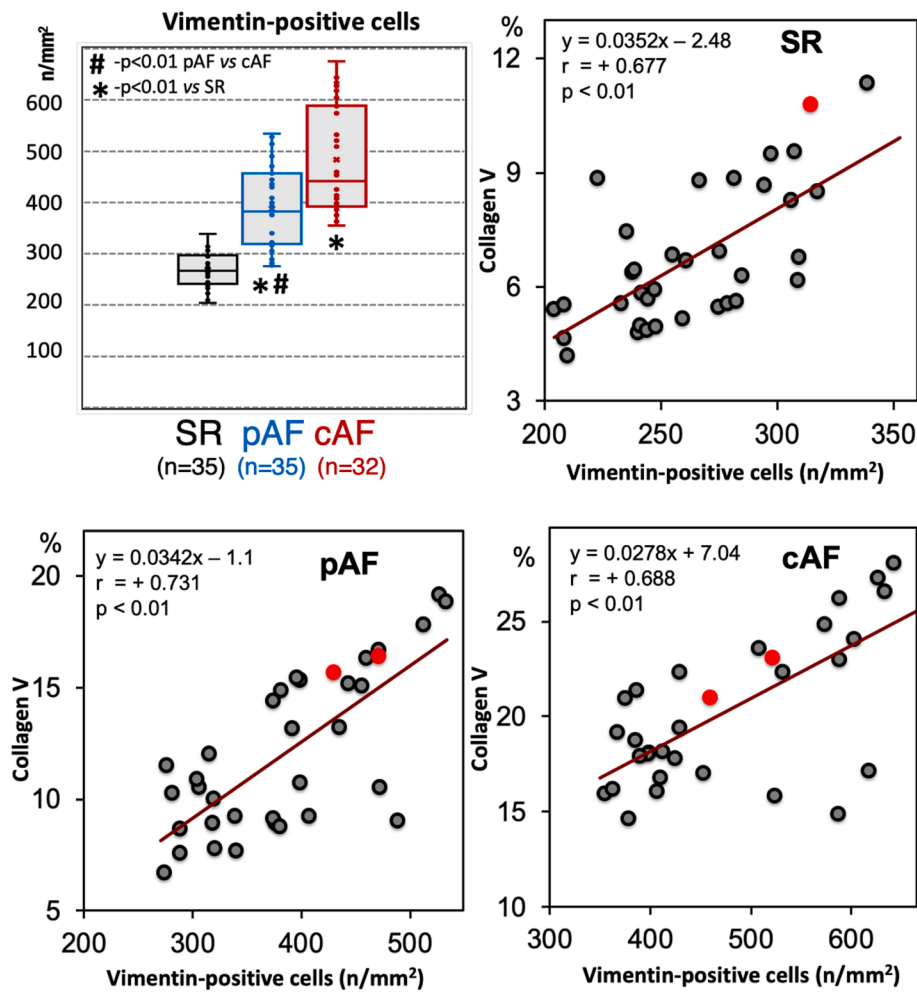 Vimentin-positive cells
n/mm²
# -p<0.01 pAF vs cAF
* -p<0.01 vs SR
600
500
400
300
200
100
*#
*
SR pAF cAF
(n=35) (n=35) (n=32)
12
9
6
3
Collagen V
y = 0.0352x – 2.48
r = + 0.677
p < 0.01
SR
200 250 300 350
Vimentin-positive cells (n/mm²)
%
20
15
10
5
Collagen V
y = 0.0342x – 1.1
r = + 0.731
p < 0.01
pAF
200 300 400 500
Vimentin-positive cells (n/mm²)
%
25
20
15
10
Collagen V
y = 0.0278x + 7.04
r = + 0.688
p < 0.01
cAF
300 400 500 600
Vimentin-positive cells (n/mm²)